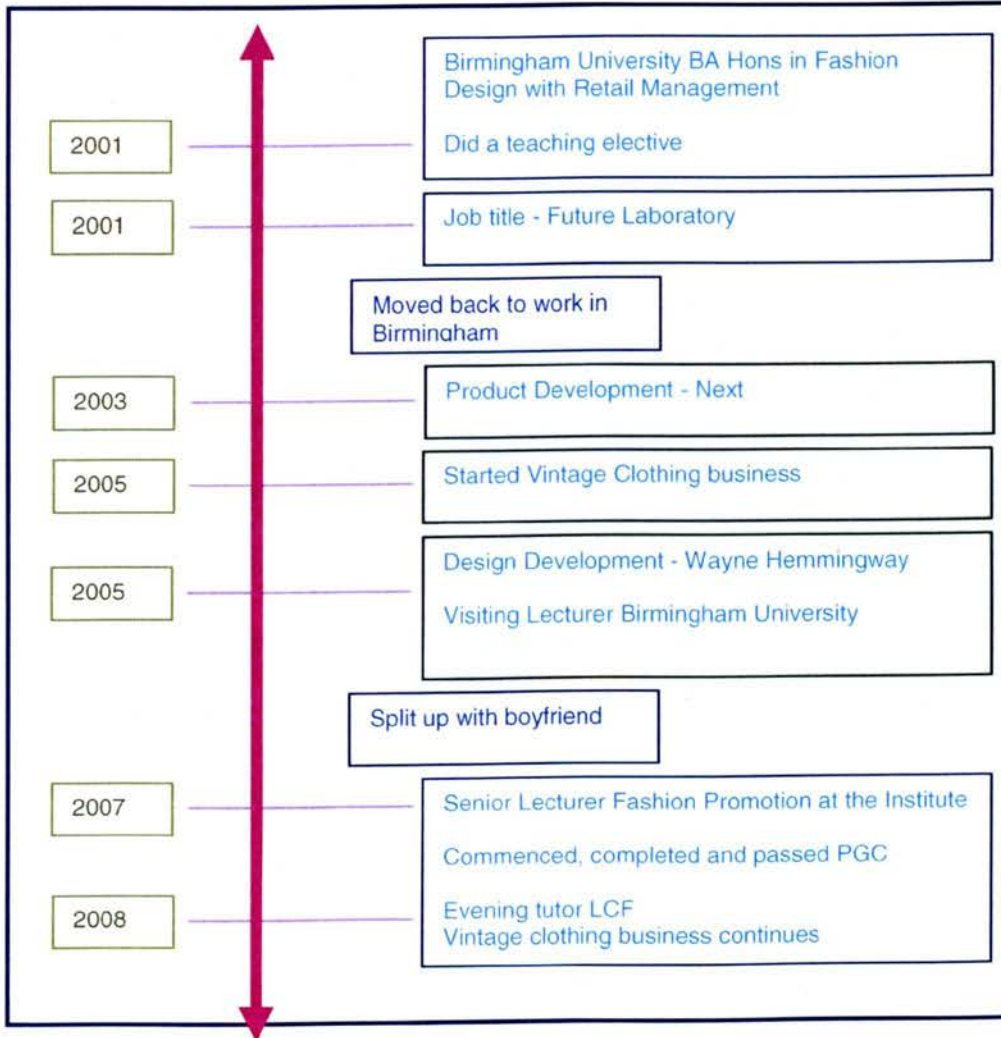 Birmingham University BA Hons in Fashion
Design with Retail Management
2001
Did a teaching elective
2001
Job title - Future Laboratory
Moved back to work in
Birmingham
2003
Product Development - Next
2005
Started Vintage Clothing business
Design Development - Wayne Hemmingway
2005
Visiting Lecturer Birmingham University
Split up with boyfriend
2007
Senior Lecturer Fashion Promotion at the Institute
Commenced, completed and passed PGC
2008
Evening tutor LCF
Vintage clothing business continues